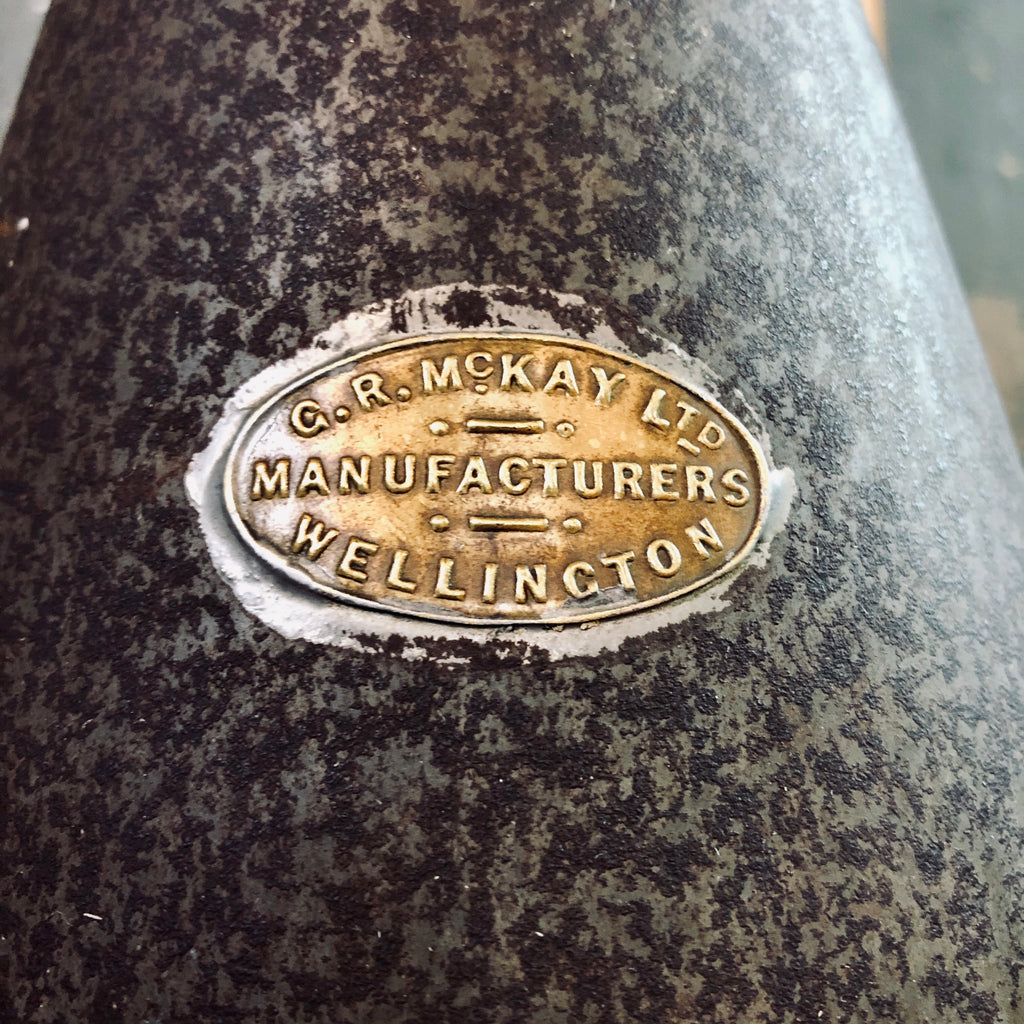 G. R. McKAY LTD
MANUFACTURERS
WELLINGTON